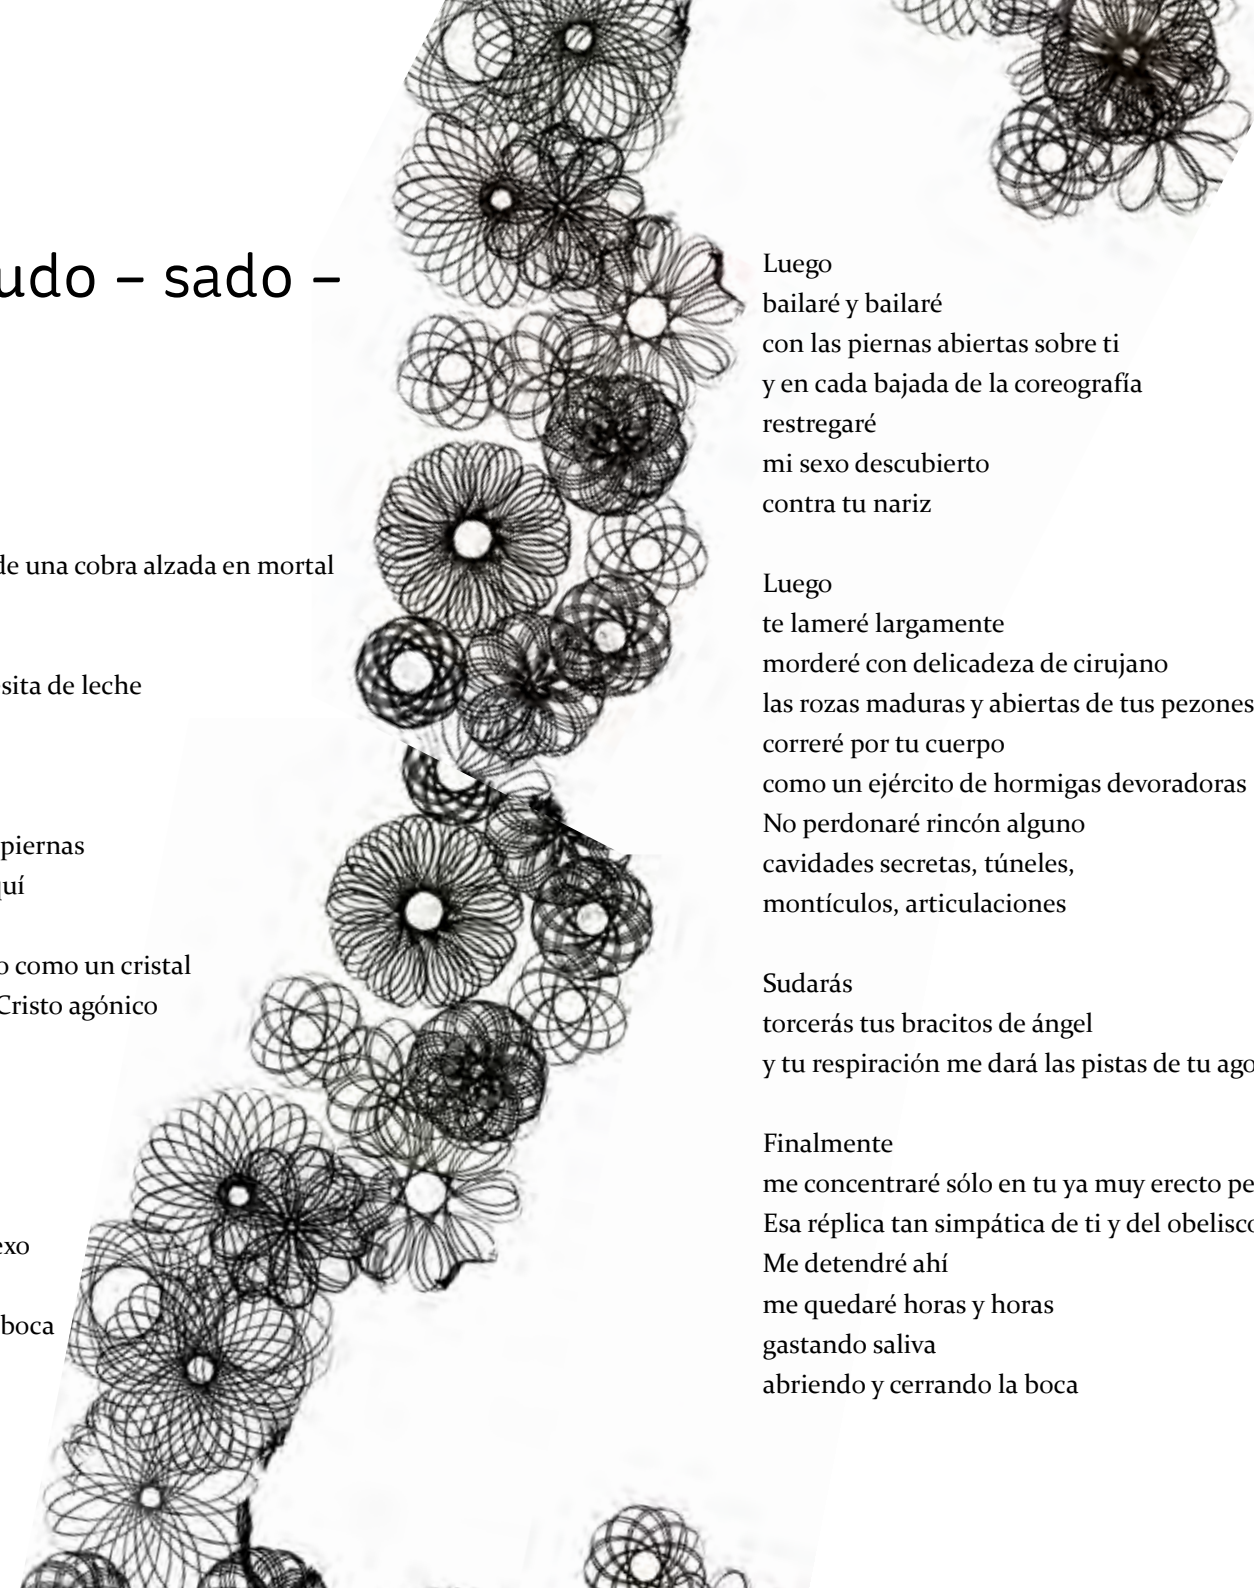 udo – sado –
de una cobra alzada en mortal
sita de leche
piernas
quí
o como un cristal
Cristo agónico
exo
boca
Luego
bailaré y bailaré
con las piernas abiertas sobre ti
y en cada bajada de la coreografía
restregaré
mi sexo descubierto
contra tu nariz
Luego
te lameré largamente
morderé con delicadeza de cirujano
las rozas maduras y abiertas de tus pezones
correré por tu cuerpo
como un ejército de hormigas devoradoras
No perdonaré rincón alguno
cavidades secretas, túneles,
montículos, articulaciones
Sudarás
torcerás tus bracitos de ángel
y tu respiración me dará las pistas de tu ago
Finalmente
me concentraré sólo en tu ya muy erecto pe
Esa réplica tan simpática de ti y del obelisco
Me detendré ahí
me quedaré horas y horas
gastando saliva
abriendo y cerrando la boca